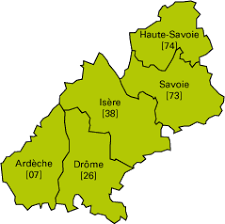 Haute-Savoie
[74]
Savoie
[73]
Isère
[38]
Ardèche
[07]
Drôme
[26]